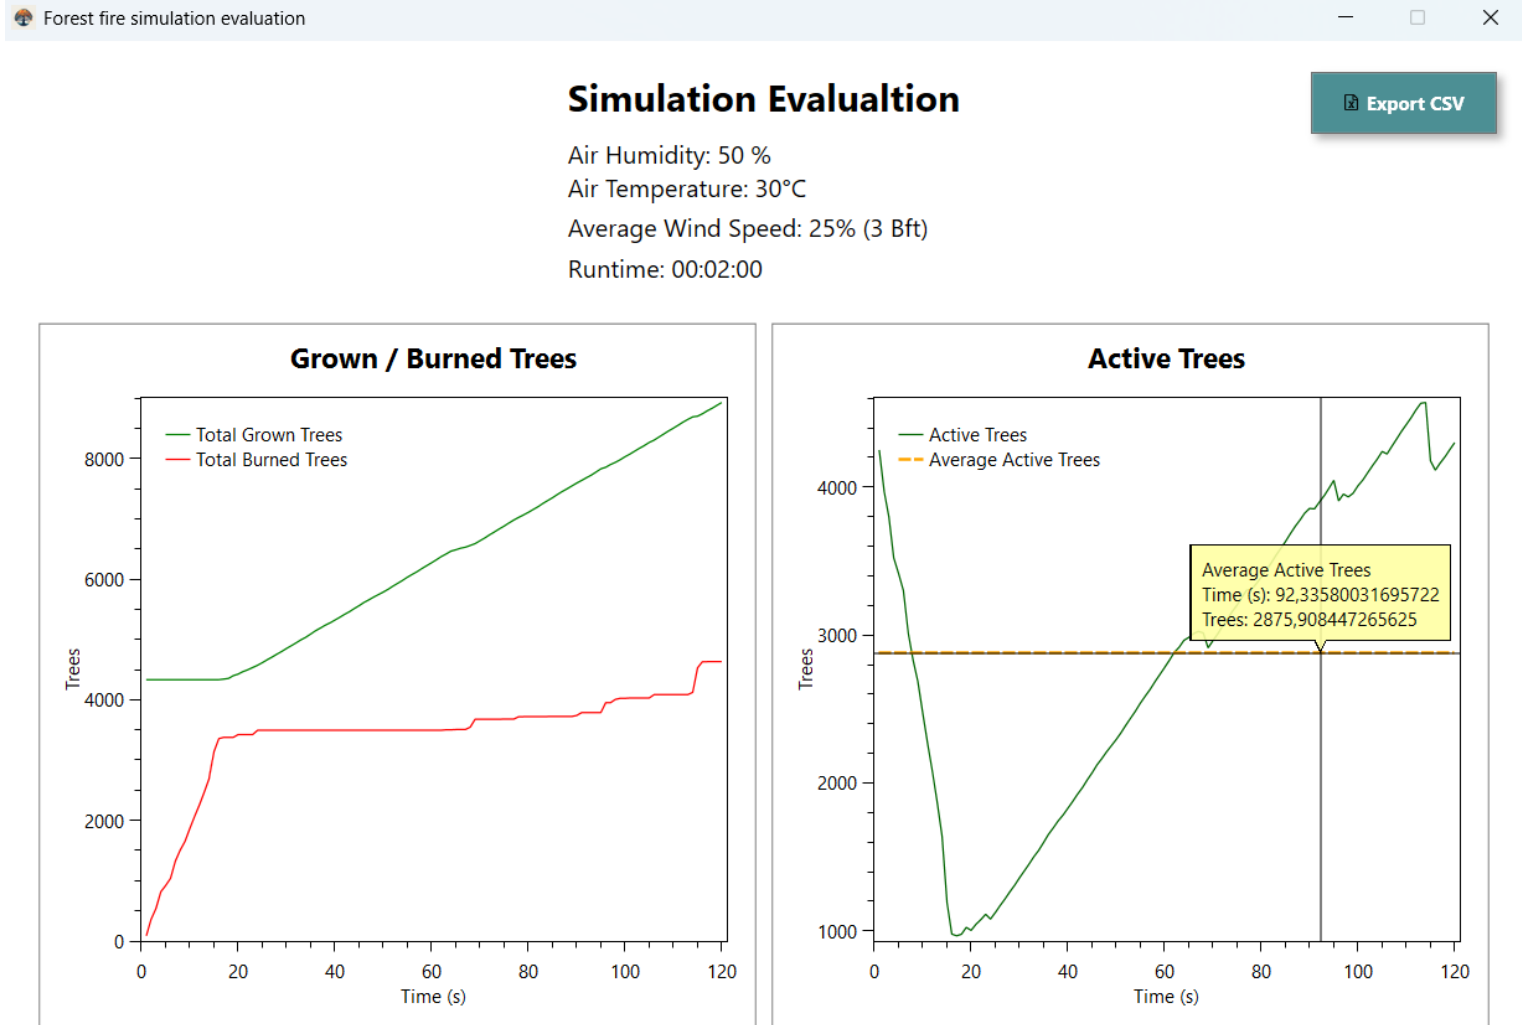 Forest fire simulation evaluation
Simulation Evalualtion
Export CSV
Air Humidity: 50 %
Air Temperature: 30°C
Average Wind Speed: 25% (3 Bft)
Runtime: 00:02:00
Grown / Burned Trees
Total Grown Trees
Total Burned Trees
8000
6000
4000
2000
0
Trees
0 20 40 60 80 100 120
Time (s)
Active Trees
Active Trees
Average Active Trees
4000
3000
2000
1000
Trees
Average Active Trees
Time (s): 92,33580031695722
Trees: 2875,908447265625
0 20 40 60 80 100 120
Time (s)